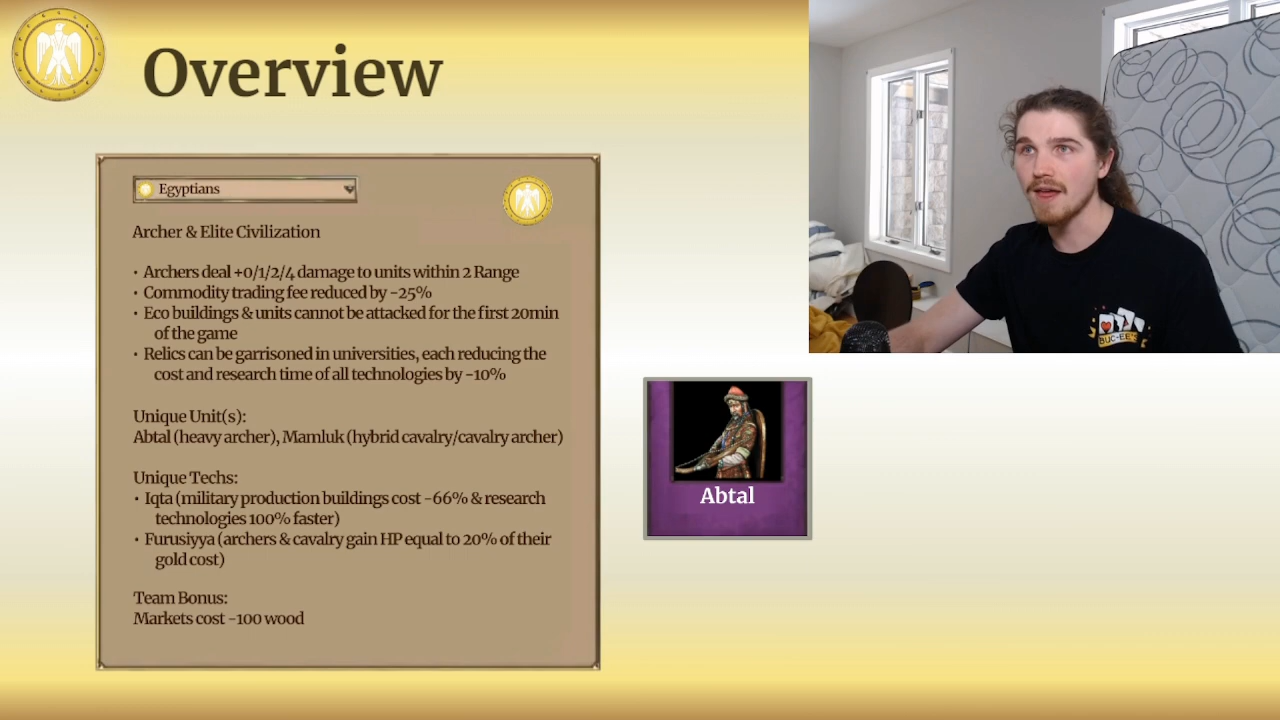 Overview
Egyptians
Archer & Elite Civilization
• Archers deal +0/1/2/4 damage to units within 2 Range
• Commodity trading fee reduced by -25%
• Eco buildings & units cannot be attacked for the first 20min
of the game
• Relics can be garrisoned in universities, each reducing the
cost and research time of all technologies by -10%
Unique Unit(s):
Abtal (heavy archer), Mamluk (hybrid cavalry/cavalry archer)
Unique Techs:
• Iqta (military production buildings cost -66% & research
technologies 100% faster)
• Furusiyya (archers & cavalry gain HP equal to 20% of their
gold cost)
Team Bonus:
Markets cost -100 wood
Abtal
BUC-EE'S